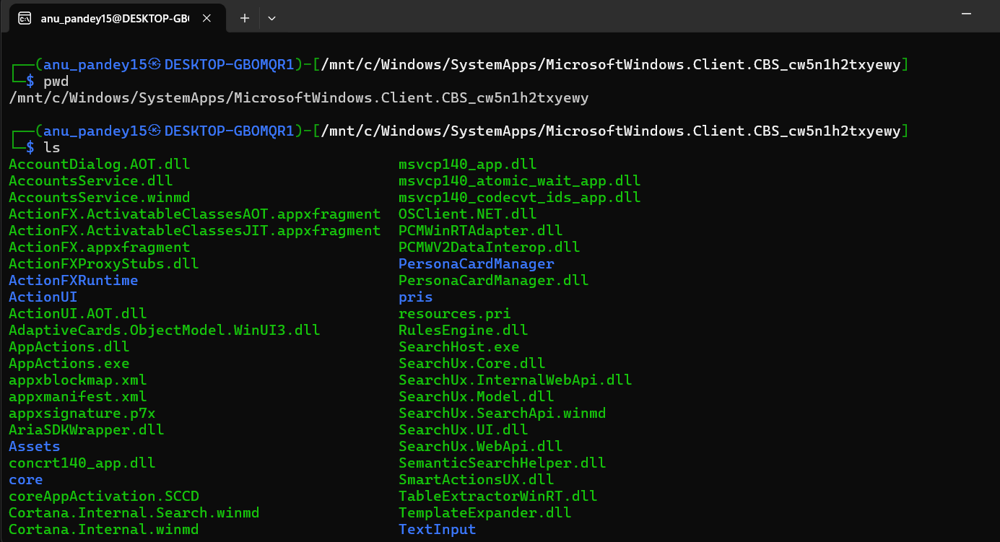 anu_pandey15@DESKTOP-GB
┌──(anu_pandey15㉿DESKTOP-GBOMQR1)-[/mnt/c/Windows/SystemApps/MicrosoftWindows.Client.CBS_cw5n1h2txyewy]
└─$ pwd
/mnt/c/Windows/SystemApps/MicrosoftWindows.Client.CBS_cw5n1h2txyewy
┌──(anu_pandey15㉿DESKTOP-GBOMQR1)-[/mnt/c/Windows/SystemApps/MicrosoftWindows.Client.CBS_cw5n1h2txyewy]
└─$ ls
AccountDialog.AOT.dll msvcp140_app.dll
AccountsService.dll msvcp140_atomic_wait_app.dll
AccountsService.winmd msvcp140_codecvt_ids_app.dll
ActionFX.ActivatableClassesAOT.appxfragment OSClient.NET.dll
ActionFX.ActivatableClassesJIT.appxfragment PCMWinRTAdapter.dll
ActionFX.appxfragment PCMWV2DataInterop.dll
ActionFXProxyStubs.dll PersonaCardManager
ActionFXRuntime PersonaCardManager.dll
ActionUI pris
ActionUI.AOT.dll resources.pri
AdaptiveCards.ObjectModel.WinUI3.dll RulesEngine.dll
AppActions.dll SearchHost.exe
AppActions.exe SearchUx.Core.dll
appxblockmap.xml SearchUx.InternalWebApi.dll
appxmanifest.xml SearchUx.Model.dll
appxsignature.p7x SearchUx.SearchApi.winmd
AriaSDKWrapper.dll SearchUx.UI.dll
Assets SearchUx.WebApi.dll
concrt140_app.dll SemanticSearchHelper.dll
core SmartActionsUX.dll
coreAppActivation.SCCD TableExtractorWinRT.dll
Cortana.Internal.Search.winmd TemplateExpander.dll
Cortana.Internal.winmd TextInput